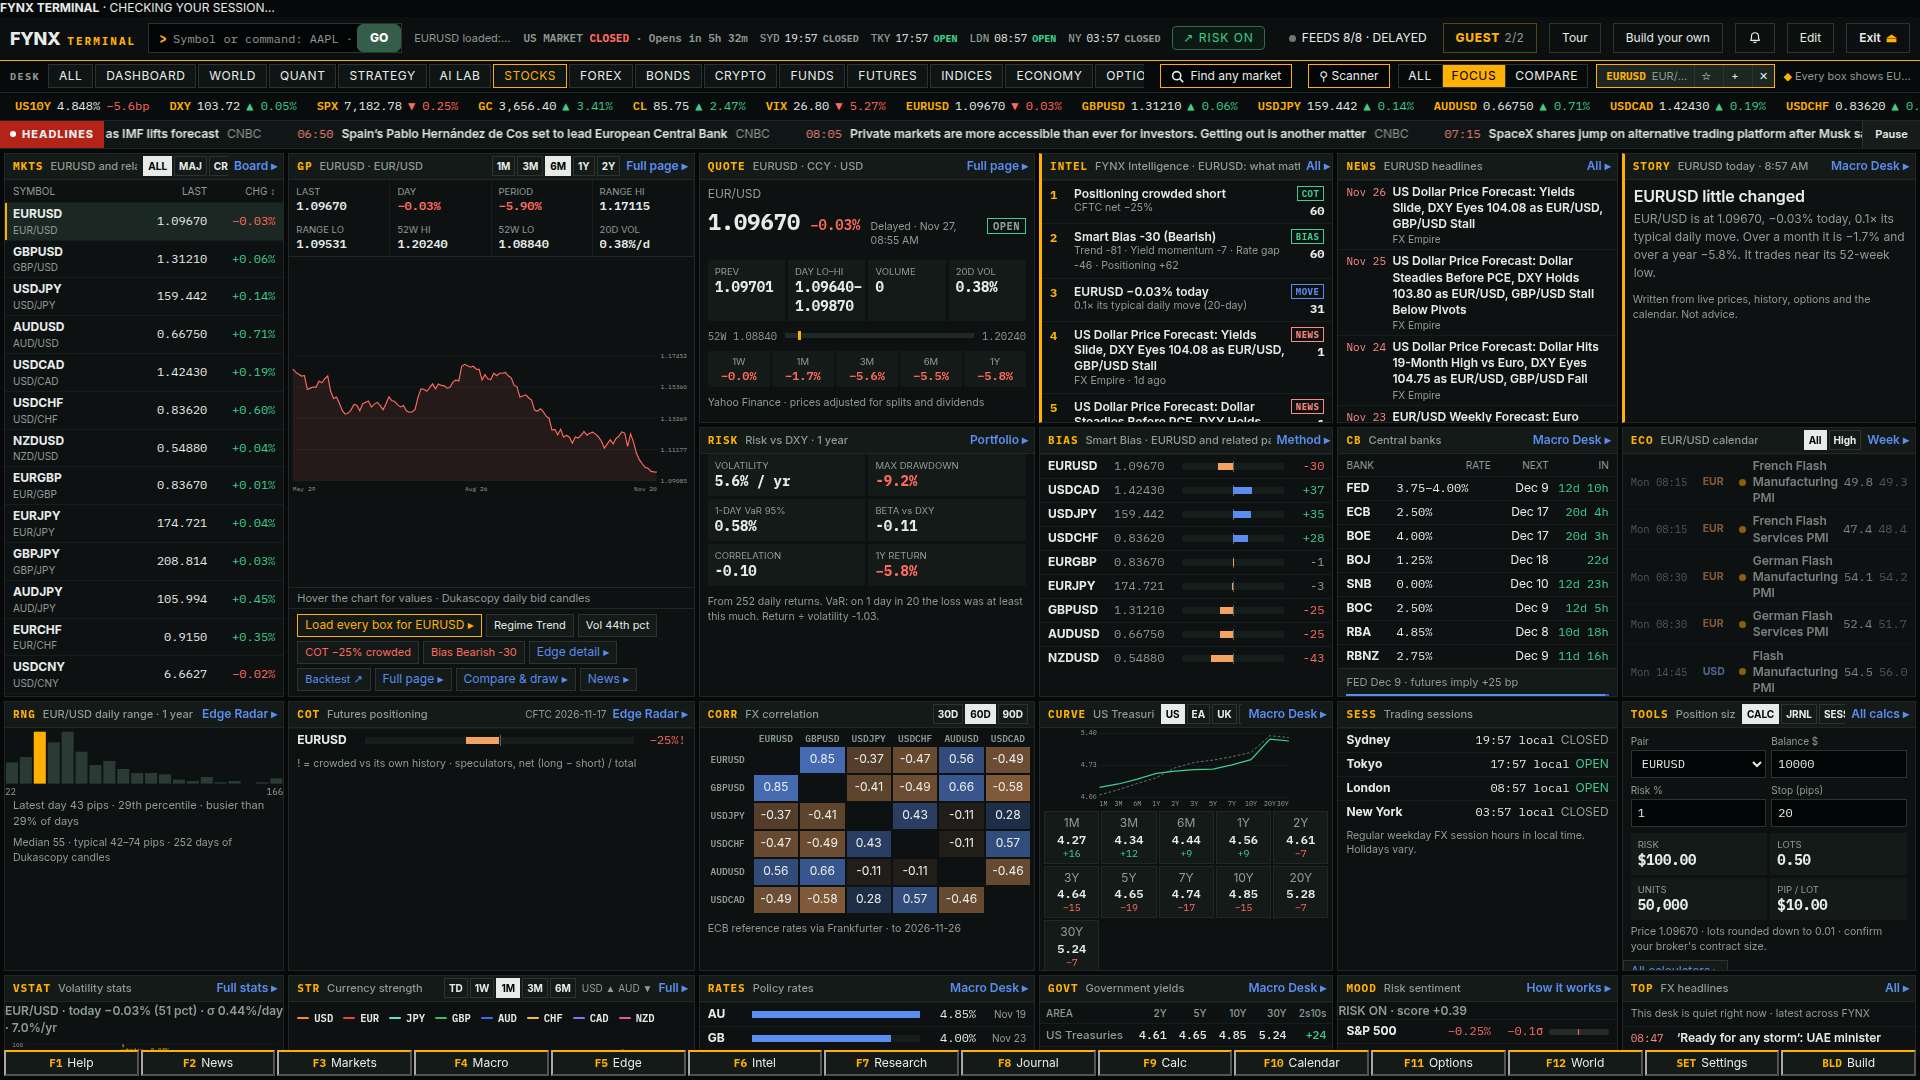 FYNX TERMINAL · CHECKING YOUR SESSION...
FYNX TERMINAL
> Symbol or command: AAPL ·
GO
EURUSD loaded:...
US MARKET CLOSED · Opens in 5h 32m
SYD 19:57 CLOSED TKY 17:57 OPEN LDN 08:57 OPEN NY 03:57 CLOSED
↗ RISK ON
FEEDS 8/8 · DELAYED
GUEST 2/2
Tour
Build your own
Edit
Exit ⏏
DESK ALL DASHBOARD WORLD QUANT STRATEGY AI LAB STOCKS FOREX BONDS CRYPTO FUNDS FUTURES INDICES ECONOMY OPTIO
Find any market
Scanner
ALL FOCUS COMPARE
EURUSD EUR/... ☆ + ×
◆ Every box shows EU...
US10Y 4.848% −5.6bp DXY 103.72 ▲ 0.05% SPX 7,182.78 ▼ 0.25% GC 3,656.40 ▲ 3.41% CL 85.75 ▲ 2.47% VIX 26.80 ▼ 5.27% EURUSD 1.09670 ▼ 0.03% GBPUSD 1.31210 ▲ 0.06% USDJPY 159.442 ▲ 0.14% AUDUSD 0.66750 ▲ 0.71% USDCAD 1.42430 ▲ 0.19% USDCHF 0.83620 ▲ 0.
HEADLINES
as IMF lifts forecast CNBC 06:50 Spain's Pablo Hernández de Cos set to lead European Central Bank CNBC 08:05 Private markets are more accessible than ever for investors. Getting out is another matter CNBC 07:15 SpaceX shares jump on alternative trading platform after Musk sa
Pause
MKTS EURUSD and rela ALL MAJ CR Board ▸
SYMBOL LAST CHG ↕
EURUSD 1.09670 −0.03%
EUR/USD
GBPUSD 1.31210 +0.06%
GBP/USD
USDJPY 159.442 +0.14%
USD/JPY
AUDUSD 0.66750 +0.71%
AUD/USD
USDCAD 1.42430 +0.19%
USD/CAD
USDCHF 0.83620 +0.60%
USD/CHF
NZDUSD 0.54880 +0.04%
NZD/USD
EURGBP 0.83670 +0.01%
EUR/GBP
EURJPY 174.721 +0.04%
EUR/JPY
GBPJPY 208.814 +0.03%
GBP/JPY
AUDJPY 105.994 +0.45%
AUD/JPY
EURCHF 0.9150 +0.35%
EUR/CHF
USDCNY 6.6627 −0.02%
USD/CNY
GP EURUSD · EUR/USD 1M 3M 6M 1Y 2Y Full page ▸
LAST DAY PERIOD RANGE HI
1.09670 −0.03% −5.90% 1.17115
RANGE LO 52W HI 52W LO 20D VOL
1.09531 1.20240 1.08840 0.38%/d
1.17452
1.15360
1.13269
1.11177
1.09085
May 29 Aug 26 Nov 26
Hover the chart for values · Dukascopy daily bid candles
Load every box for EURUSD ▸ Regime Trend Vol 44th pct
COT −25% crowded Bias Bearish -30 Edge detail ▸
Backtest ↗ Full page ▸ Compare & draw ▸ News ▸
QUOTE EURUSD · CCY · USD Full page ▸
EUR/USD
1.09670 −0.03% Delayed · Nov 27, 08:55 AM OPEN
PREV DAY LO–HI VOLUME 20D VOL
1.09701 1.09640–1.09870 0 0.38%
52W 1.08840 1.20240
1W 1M 3M 6M 1Y
−0.0% −1.7% −5.6% −5.5% −5.8%
Yahoo Finance · prices adjusted for splits and dividends
INTEL FYNX Intelligence · EURUSD: what matt All ▸
1 Positioning crowded short COT
CFTC net −25% 60
2 Smart Bias -30 (Bearish) BIAS
Trend -81 · Yield momentum -7 · Rate gap 60
-46 · Positioning +62
3 EURUSD −0.03% today MOVE
0.1× its typical daily move (20-day) 31
4 US Dollar Price Forecast: Yields NEWS
Slide, DXY Eyes 104.08 as EUR/USD, 1
GBP/USD Stall
FX Empire · 1d ago
5 US Dollar Price Forecast: Dollar NEWS
Steadies Before PCE, DXY Holds
NEWS EURUSD headlines All ▸
Nov 26 US Dollar Price Forecast: Yields
Slide, DXY Eyes 104.08 as EUR/USD,
GBP/USD Stall
FX Empire
Nov 25 US Dollar Price Forecast: Dollar
Steadies Before PCE, DXY Holds
103.80 as EUR/USD, GBP/USD Stall
Below Pivots
FX Empire
Nov 24 US Dollar Price Forecast: Dollar Hits
19-Month High vs Euro, DXY Eyes
104.75 as EUR/USD, GBP/USD Fall
FX Empire
Nov 23 EUR/USD Weekly Forecast: Euro
STORY EURUSD today · 8:57 AM Macro Desk ▸
EURUSD little changed
EURUSD is at 1.09670, −0.03% today, 0.1× its
typical daily move. Over a month it is −1.7% and
over a year −5.8%. It trades near its 52-week
low.
Written from live prices, history, options and the
calendar. Not advice.
RISK Risk vs DXY · 1 year Portfolio ▸
VOLATILITY MAX DRAWDOWN
5.6% / yr -9.2%
1-DAY VaR 95% BETA vs DXY
0.58% -0.11
CORRELATION 1Y RETURN
-0.10 −5.8%
From 252 daily returns. VaR: on 1 day in 20 the loss was at least
this much. Return ÷ volatility -1.03.
BIAS Smart Bias · EURUSD and related pa Method ▸
EURUSD 1.09670 -30
USDCAD 1.42430 +37
USDJPY 159.442 +35
USDCHF 0.83620 +28
EURGBP 0.83670 -1
EURJPY 174.721 -3
GBPUSD 1.31210 -25
AUDUSD 0.66750 -25
NZDUSD 0.54880 -43
CB Central banks Macro Desk ▸
BANK RATE NEXT IN
FED 3.75–4.00% Dec 9 12d 10h
ECB 2.50% Dec 17 20d 4h
BOE 4.00% Dec 17 20d 3h
BOJ 1.25% Dec 18 22d
SNB 0.00% Dec 10 12d 23h
BOC 2.50% Dec 9 12d 5h
RBA 4.85% Dec 8 10d 18h
RBNZ 2.75% Dec 9 11d 16h
FED Dec 9 · futures imply +25 bp
ECO EUR/USD calendar All High Week ▸
Mon 08:15 EUR French Flash Manufacturing PMI 49.8 49.3
Mon 08:15 EUR French Flash Services PMI 47.4 48.4
Mon 08:30 EUR German Flash Manufacturing PMI 54.1 54.2
Mon 08:30 EUR German Flash Services PMI 52.4 51.7
Mon 14:45 USD Flash Manufacturing PMI 54.5 56.0
RNG EUR/USD daily range · 1 year Edge Radar ▸
22 166
Latest day 43 pips · 29th percentile · busier than
29% of days
Median 55 · typical 42–74 pips · 252 days of
Dukascopy candles
COT Futures positioning CFTC 2026-11-17 Edge Radar ▸
EURUSD −25%!
! = crowded vs its own history · speculators, net (long − short) / total
CORR FX correlation 30D 60D 90D
EURUSD GBPUSD USDJPY USDCHF AUDUSD USDCAD
EURUSD 0.85 -0.37 -0.47 0.56 -0.49
GBPUSD 0.85 -0.41 -0.49 0.66 -0.58
USDJPY -0.37 -0.41 0.43 -0.11 0.28
USDCHF -0.47 -0.49 0.43 -0.11 0.57
AUDUSD 0.56 0.66 -0.11 -0.11 -0.46
USDCAD -0.49 -0.58 0.28 0.57 -0.46
ECB reference rates via Frankfurter · to 2026-11-26
CURVE US Treasuri US EA UK Macro Desk ▸
5.40
4.73
4.06
1M 3M 6M 1Y 2Y 3Y 5Y 7Y 10Y 20Y 30Y
1M 3M 6M 1Y 2Y
4.27 4.34 4.44 4.56 4.61
+16 +12 +9 +9 −7
3Y 5Y 7Y 10Y 20Y
4.64 4.65 4.74 4.85 5.28
−15 −19 −17 −15 −7
30Y
5.24
−7
SESS Trading sessions
Sydney 19:57 local CLOSED
Tokyo 17:57 local OPEN
London 08:57 local OPEN
New York 03:57 local CLOSED
Regular weekday FX session hours in local time.
Holidays vary.
TOOLS Position siz CALC JRNL SES All calcs ▸
Pair Balance $
EURUSD 10000
Risk % Stop (pips)
1 20
RISK LOTS
$100.00 0.50
UNITS PIP / LOT
50,000 $10.00
Price 1.09670 · lots rounded down to 0.01 · confirm
your broker's contract size.
All calculators ▸
VSTAT Volatility stats Full stats ▸
EUR/USD · today −0.03% (51 pct) · σ 0.44%/day
· 7.0%/yr
100
STR Currency strength TD 1W 1M 3M 6M USD ▲ AUD ▼ Full ▸
USD EUR JPY GBP AUD CHF CAD NZD
RATES Policy rates Macro Desk ▸
AU 4.85% Nov 19
GB 4.00% Nov 23
GOVT Government yields Macro Desk ▸
AREA 2Y 5Y 10Y 30Y 2s10s
US Treasuries 4.61 4.65 4.85 5.24 +24
MOOD Risk sentiment How it works ▸
RISK ON · score +0.39
S&P 500 −0.25% −0.1σ
TOP FX headlines All ▸
This desk is quiet right now · latest across FYNX
08:47 'Ready for any storm': UAE minister
F1 Help F2 News F3 Markets F4 Macro F5 Edge F6 Intel F7 Research F8 Journal F9 Calc F10 Calendar F11 Options F12 World SET Settings BLD Build